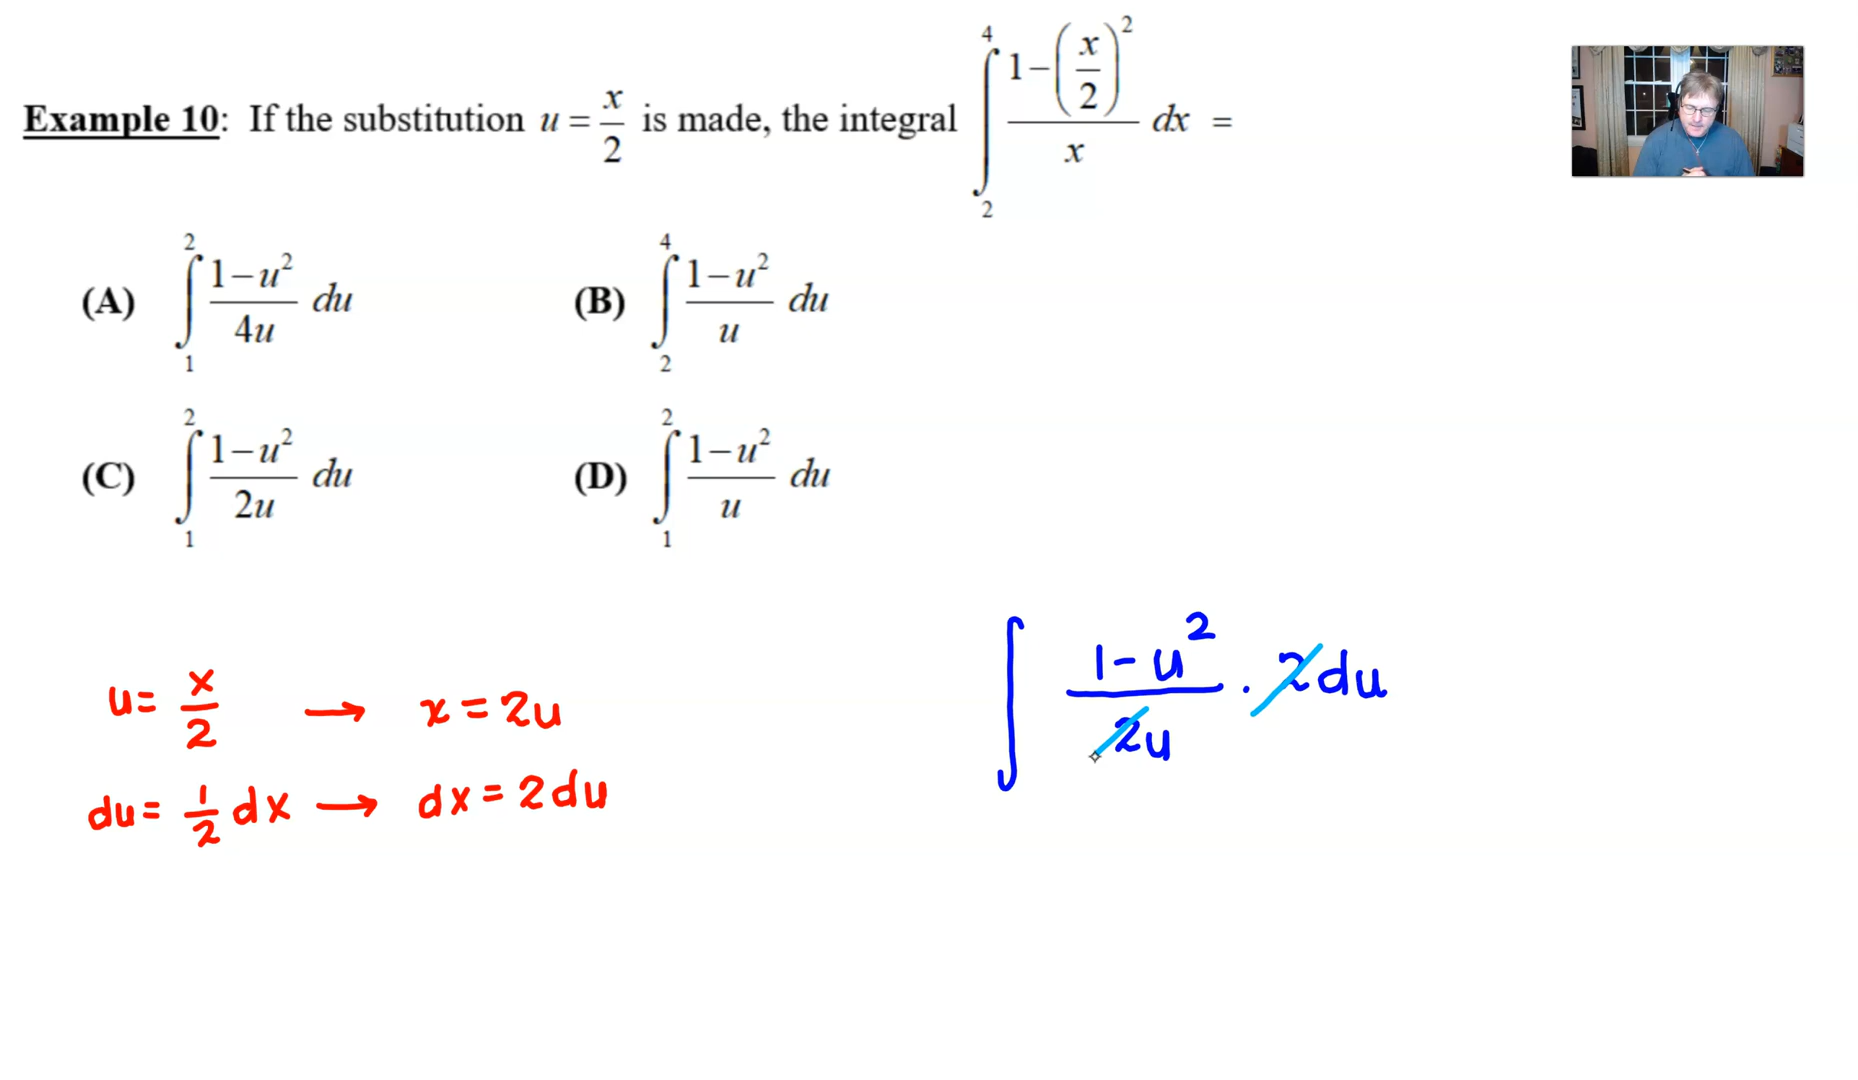 Example 10: If the substitution u = x/2 is made, the integral ∫₂⁴ (1−(x/2)²)/x dx =
(A) ∫₁² (1−u²)/(4u) du
(B) ∫₂⁴ (1−u²)/u du
(C) ∫₁² (1−u²)/(2u) du
(D) ∫₁² (1−u²)/u du
u = x/2 → x = 2u
du = 1/2 dx → dx = 2du
∫ (1−u²)/(2u) · 2du